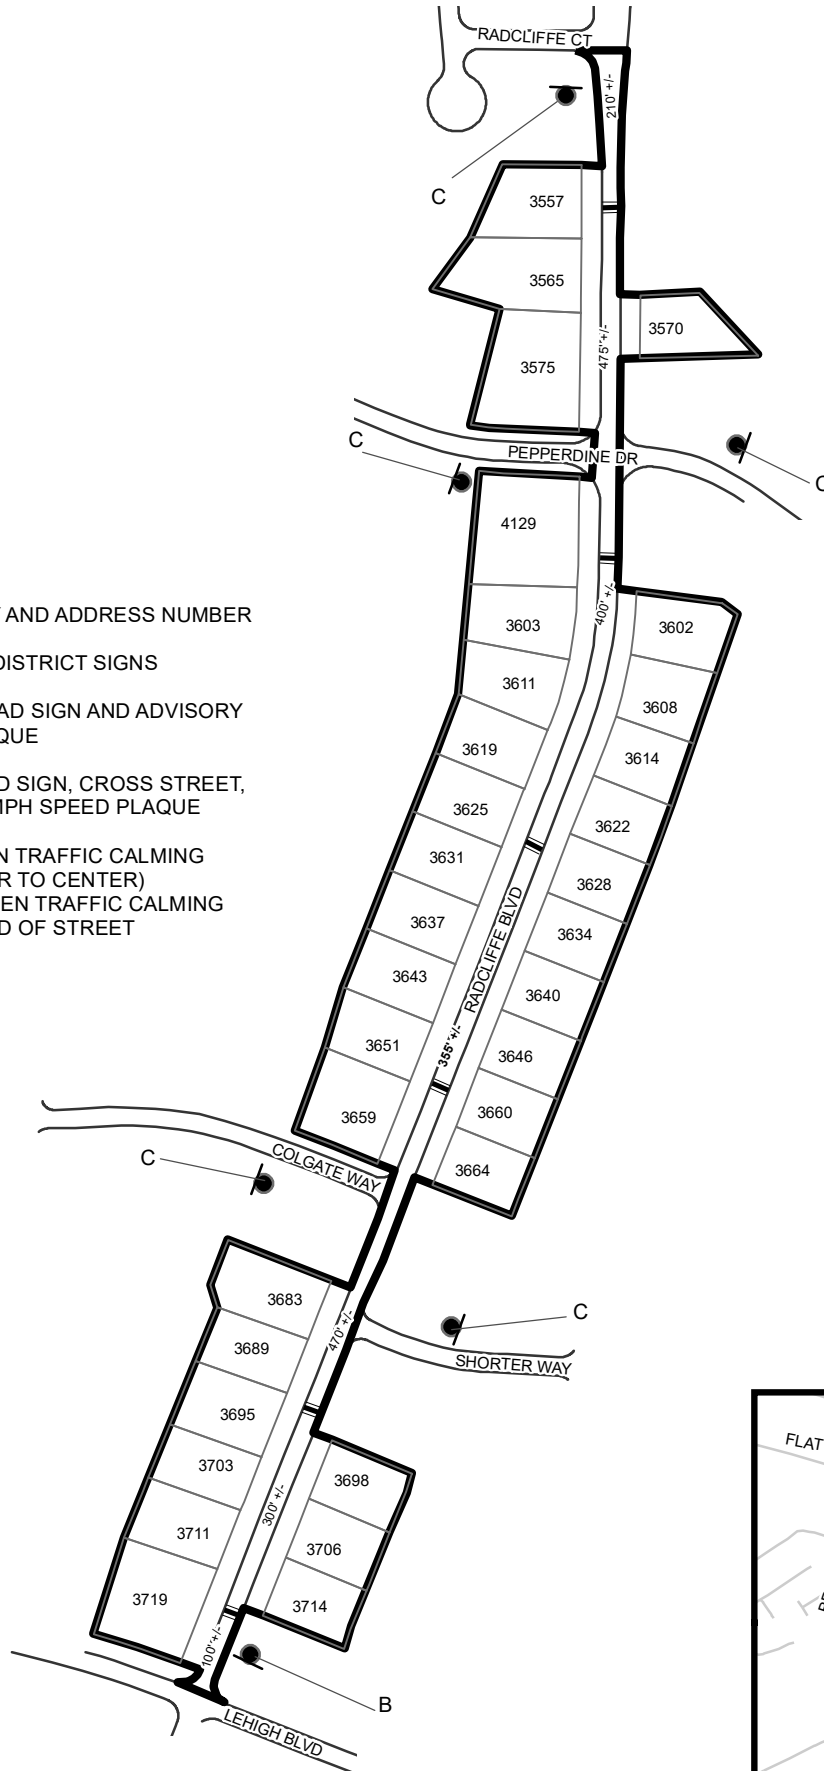 RADCLIFFE CT
210' +/-
C
3557
3565
3570
475' +/-
3575
C
PEPPERDINE DR
C
4129
400' +/-
Y AND ADDRESS NUMBER
3603
3602
DISTRICT SIGNS
3611
AD SIGN AND ADVISORY
QUE
3608
3619
3614
D SIGN, CROSS STREET,
MPH SPEED PLAQUE
3625
3622
N TRAFFIC CALMING
R TO CENTER)
EEN TRAFFIC CALMING
D OF STREET
3631
3628
3637
3634
RADCLIFFE BLVD
3643
3640
3651
355' +/-
3646
3659
3660
C
COLGATE WAY
3664
3683
C
470' +/-
3689
SHORTER WAY
3695
FLAT
3703
3698
300' +/-
3711
3706
3719
3714
100' +/-
B
LEHIGH BLVD